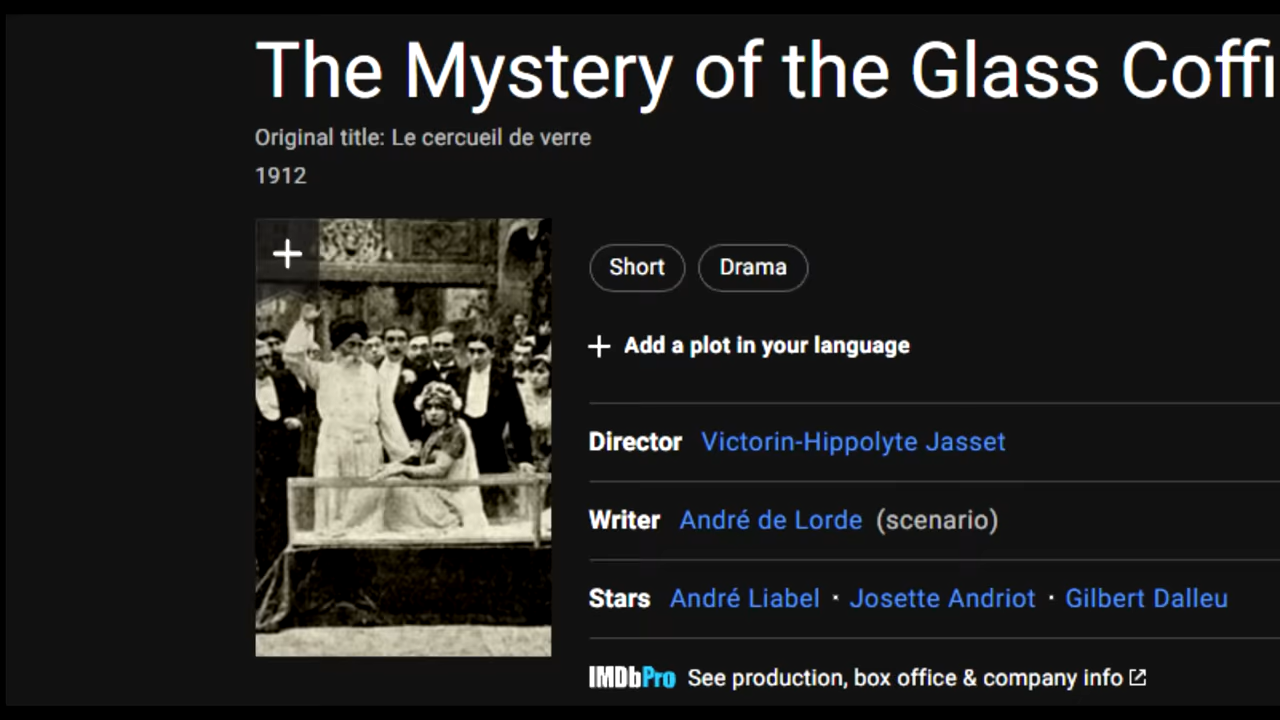 The Mystery of the Glass Coffi
Original title: Le cercueil de verre
1912
Short Drama
+ Add a plot in your language
Director Victorin-Hippolyte Jasset
Writer André de Lorde (scenario)
Stars André Liabel · Josette Andriot · Gilbert Dalleu
IMDbPro See production, box office & company info